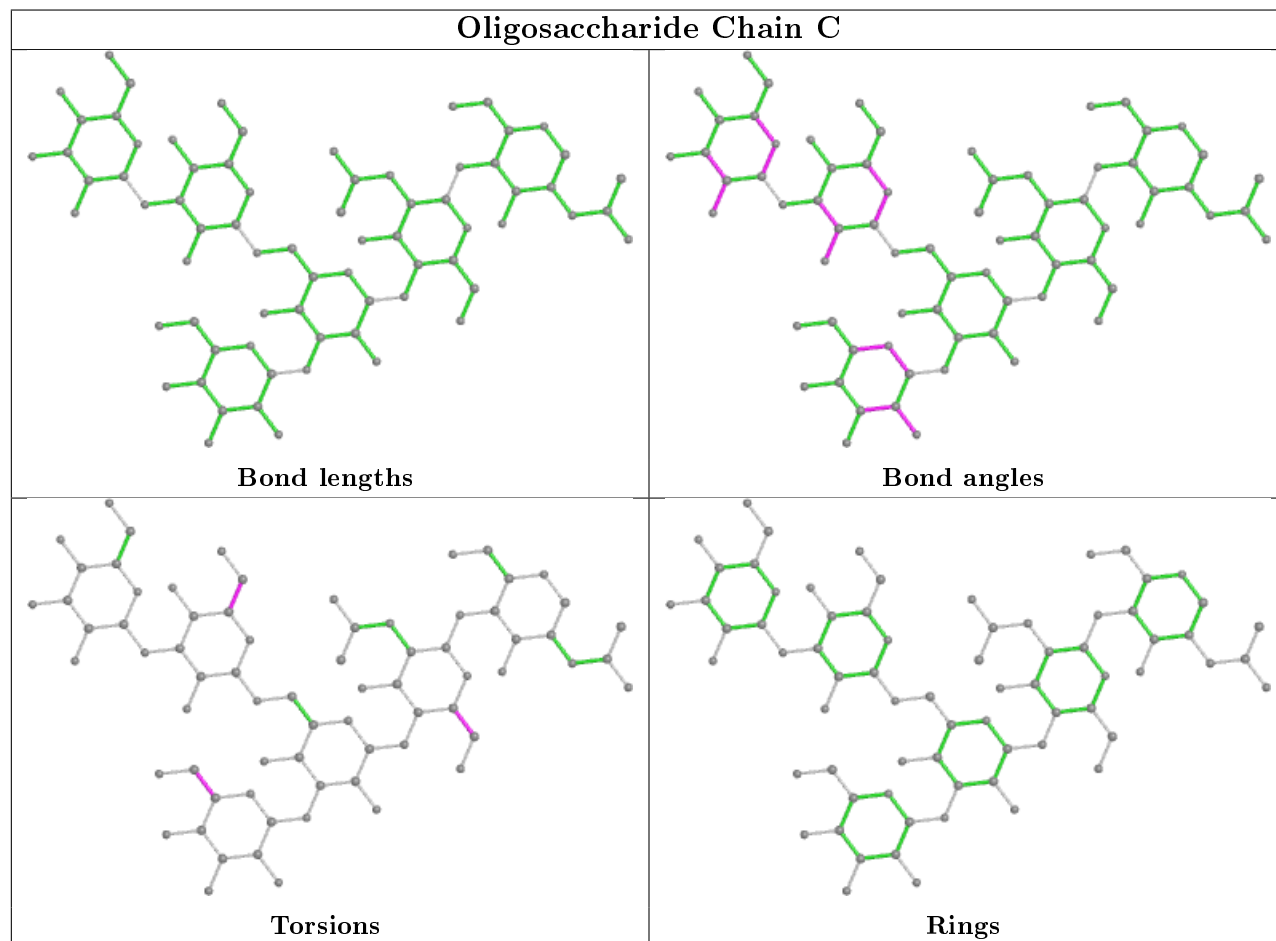 Oligosaccharide Chain C
Bond lengths
Bond angles
Torsions
Rings